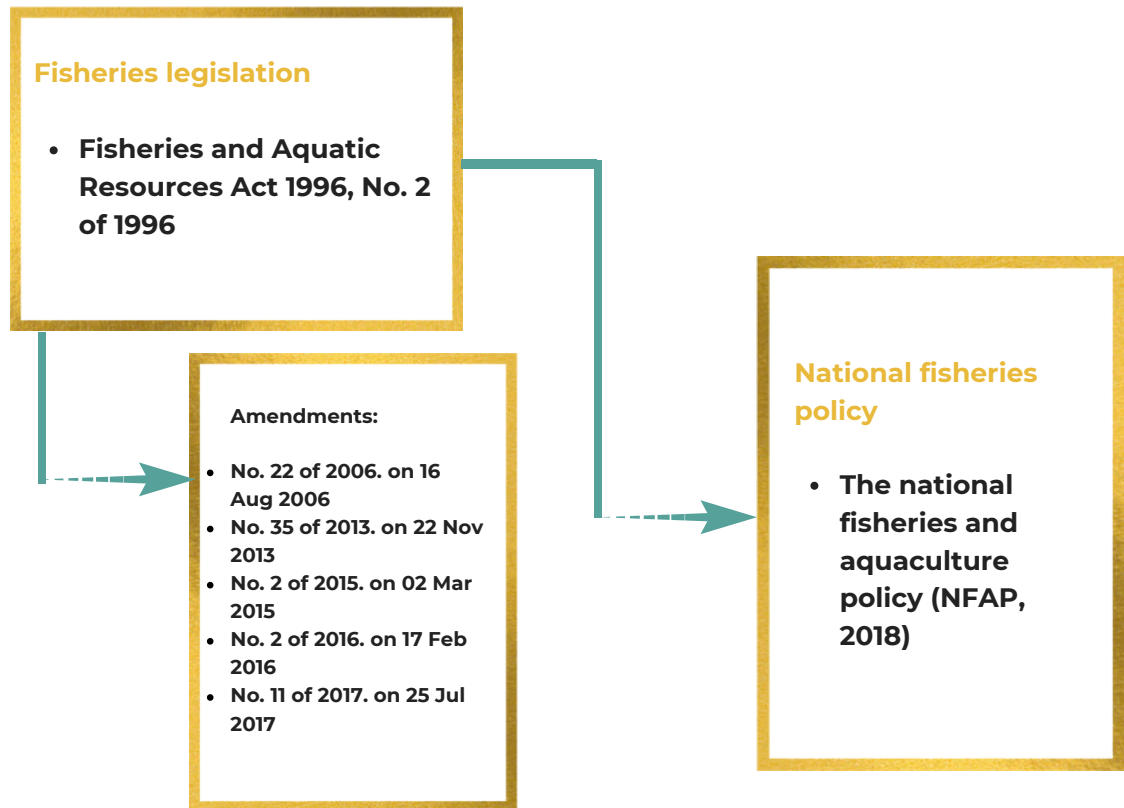 Fisheries legislation
• Fisheries and Aquatic
Resources Act 1996, No. 2
of 1996
Amendments:
• No. 22 of 2006. on 16
Aug 2006
• No. 35 of 2013. on 22 Nov
2013
• No. 2 of 2015. on 02 Mar
2015
• No. 2 of 2016. on 17 Feb
2016
• No. 11 of 2017. on 25 Jul
2017
National fisheries
policy
• The national
fisheries and
aquaculture
policy (NFAP,
2018)